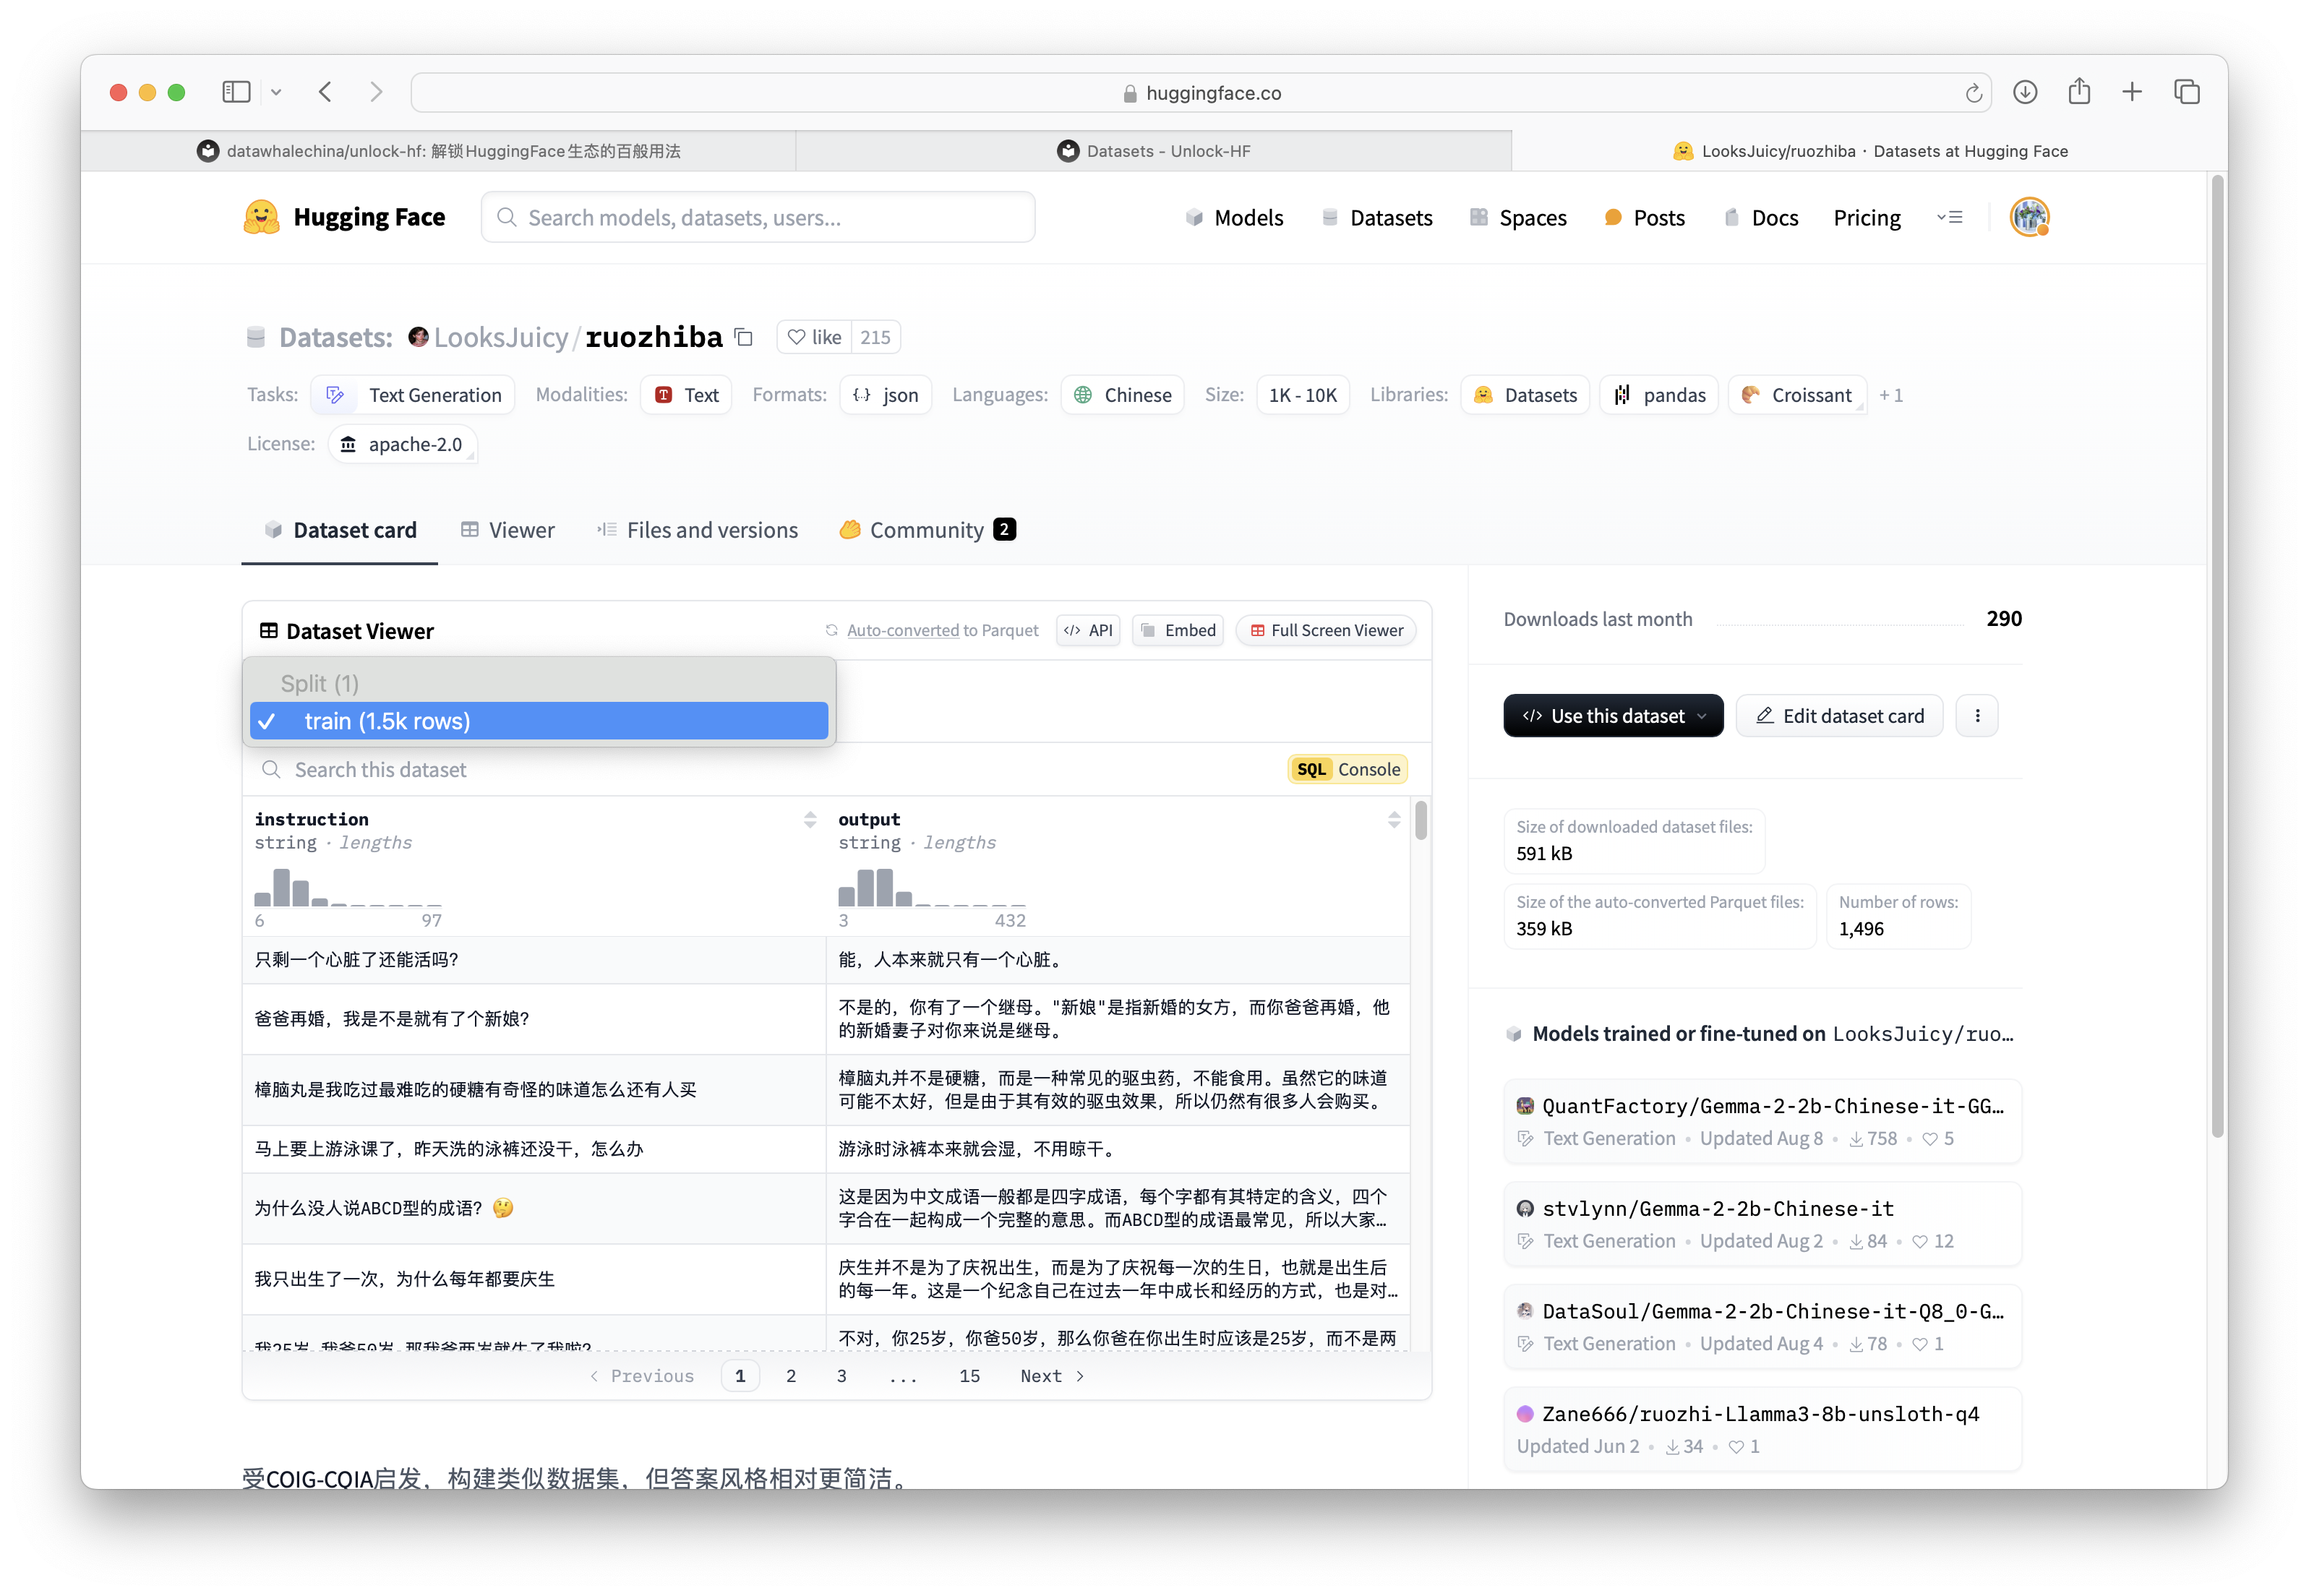 huggingface.co
datawhalechina/unlock-hf: 解锁HuggingFace生态的百般用法
Datasets - Unlock-HF
LooksJuicy/ruozhiba · Datasets at Hugging Face
Hugging Face
Search models, datasets, users...
Models
Datasets
Spaces
Posts
Docs
Pricing
Datasets: LooksJuicy/ruozhiba
like 215
Tasks: Text Generation Modalities: Text Formats: json Languages: Chinese Size: 1K - 10K Libraries: Datasets pandas Croissant + 1
License: apache-2.0
Dataset card
Viewer
Files and versions
Community 2
Dataset Viewer
Auto-converted to Parquet
API
Embed
Full Screen Viewer
Split (1)
✓ train (1.5k rows)
Search this dataset
SQL Console
instruction
string · lengths
6 97
output
string · lengths
3 432
只剩一个心脏了还能活吗?
能，人本来就只有一个心脏。
爸爸再婚，我是不是就有了个新娘?
不是的，你有了一个继母。"新娘"是指新婚的女方，而你爸爸再婚，他
的新婚妻子对你来说是继母。
樟脑丸是我吃过最难吃的硬糖有奇怪的味道怎么还有人买
樟脑丸并不是硬糖，而是一种常见的驱虫药，不能食用。虽然它的味道
可能不太好，但是由于其有效的驱虫效果，所以仍然有很多人会购买。
马上要上游泳课了，昨天洗的泳裤还没干，怎么办
游泳时泳裤本来就会湿，不用晾干。
为什么没人说ABCD型的成语? 🤔
这是因为中文成语一般都是四字成语，每个字都有其特定的含义，四个
字合在一起构成一个完整的意思。而ABCD型的成语最常见，所以大家…
我只出生了一次，为什么每年都要庆生
庆生并不是为了庆祝出生，而是为了庆祝每一次的生日，也就是出生后
的每一年。这是一个纪念自己在过去一年中成长和经历的方式，也是对…
我25岁，我爸50岁，那我爸两岁就生了我啦?
不对，你25岁，你爸50岁，那么你爸在你出生时应该是25岁，而不是两
< Previous 1 2 3 ... 15 Next >
受COIG-CQIA启发，构建类似数据集，但答案风格相对更简洁。
Downloads last month 290
Use this dataset
Edit dataset card
Size of downloaded dataset files:
591 kB
Size of the auto-converted Parquet files:
359 kB
Number of rows:
1,496
Models trained or fine-tuned on LooksJuicy/ruo…
QuantFactory/Gemma-2-2b-Chinese-it-GG…
Text Generation • Updated Aug 8 • 758 • 5
stvlynn/Gemma-2-2b-Chinese-it
Text Generation • Updated Aug 2 • 84 • 12
DataSoul/Gemma-2-2b-Chinese-it-Q8_0-G…
Text Generation • Updated Aug 4 • 78 • 1
Zane666/ruozhi-Llamma3-8b-unsloth-q4
Updated Jun 2 • 34 • 1